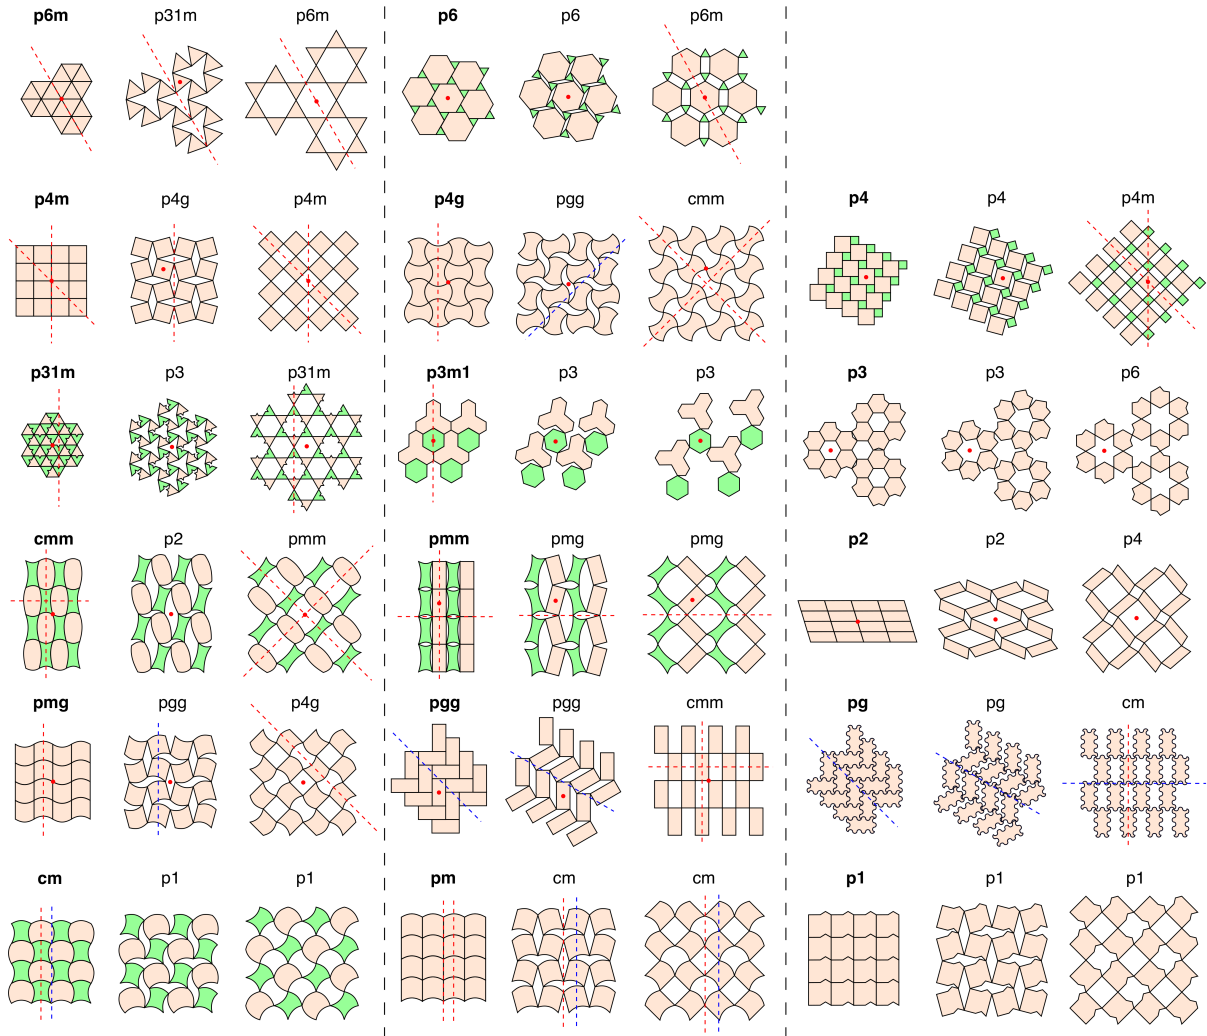 p6m p31m p6m p6 p6 p6m
p4m p4g p4m p4g pgg cmm p4 p4 p4m
p31m p3 p31m p3m1 p3 p3 p3 p3 p6
cmm p2 pmm pmm pmg pmg p2 p2 p4
pmg pgg p4g pgg pgg cmm pg pg cm
cm p1 p1 pm cm cm p1 p1 p1